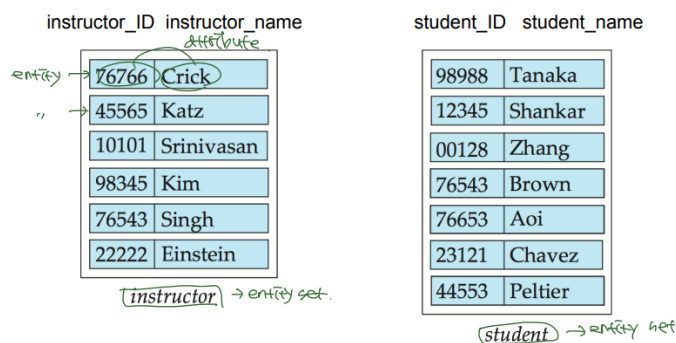 instructor_ID instructor_name
student_ID student_name
attribute
entity → 76766 Crick
〃 → 45565 Katz
10101 Srinivasan
98345 Kim
76543 Singh
22222 Einstein
instructor → entity set.
98988 Tanaka
12345 Shankar
00128 Zhang
76543 Brown
76653 Aoi
23121 Chavez
44553 Peltier
student → entity set